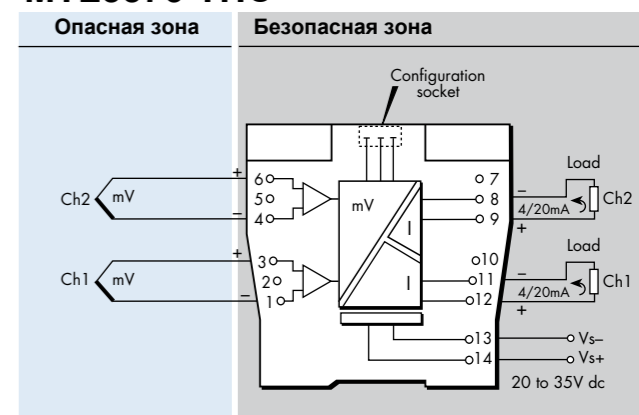 Опасная зона
Безопасная зона
Configuration
socket
Load
Ch2
mV
+
–
6
5
4
mV
7
8
9
–
4/20mA
+
Ch2
Load
Ch1
mV
+
–
3
2
1
I
I
10
11
12
–
4/20mA
+
Ch1
13
Vs–
14
Vs+
20 to 35V dc